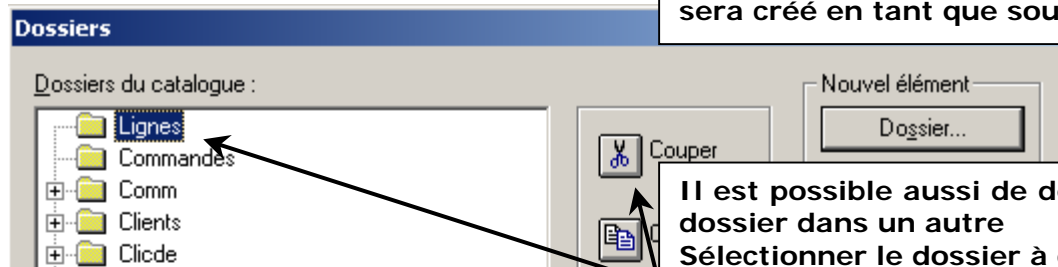 sera créé en tant que sou
Dossiers
Dossiers du catalogue :
Nouvel élément
Lignes
Dossier...
Commandes
Couper
Comm
Il est possible aussi de d
Clients
dossier dans un autre
Clicde
Sélectionner le dossier à